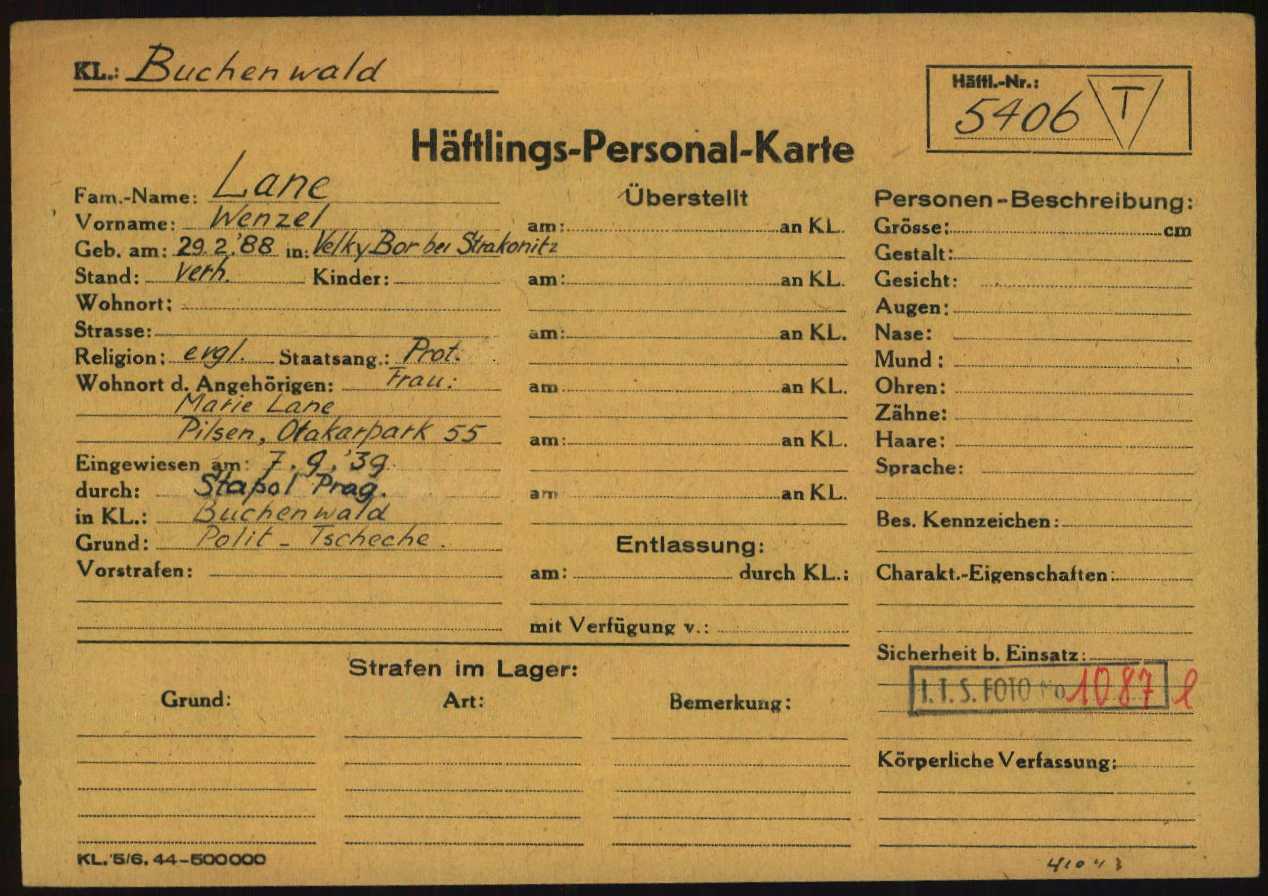 KL.: Buchenwald
Häftl.-Nr.:
5406 T
Häftlings-Personal-Karte
Fam.-Name: Lane
Vorname: Wenzel
Geb. am: 29.2.'88 in: Velky Bor bei Strakonitz
Stand: verh. Kinder:
Wohnort:
Strasse:
Religion: evgl. Staatsang.: Prot.
Wohnort d. Angehörigen: Frau:
Marie Lane
Pilsen, Otakarpark 55
Eingewiesen am: 7.9.'39
durch: Stapol Prag.
in KL.: Buchenwald
Grund: Polit - Tscheche.
Vorstrafen:
Überstellt
am: an KL.
am: an KL.
am: an KL.
am an KL.
am: an KL.
am an KL.
Entlassung:
am: durch KL.:
mit Verfügung v.:
Personen-Beschreibung:
Grösse: cm
Gestalt:
Gesicht:
Augen:
Nase:
Mund:
Ohren:
Zähne:
Haare:
Sprache:
Bes. Kennzeichen:
Charakt.-Eigenschaften:
Sicherheit b. Einsatz:
I.T.S. FOTO No 1087 l
Körperliche Verfassung:
Strafen im Lager:
Grund: Art: Bemerkung:
KL.'5/6. 44-500000